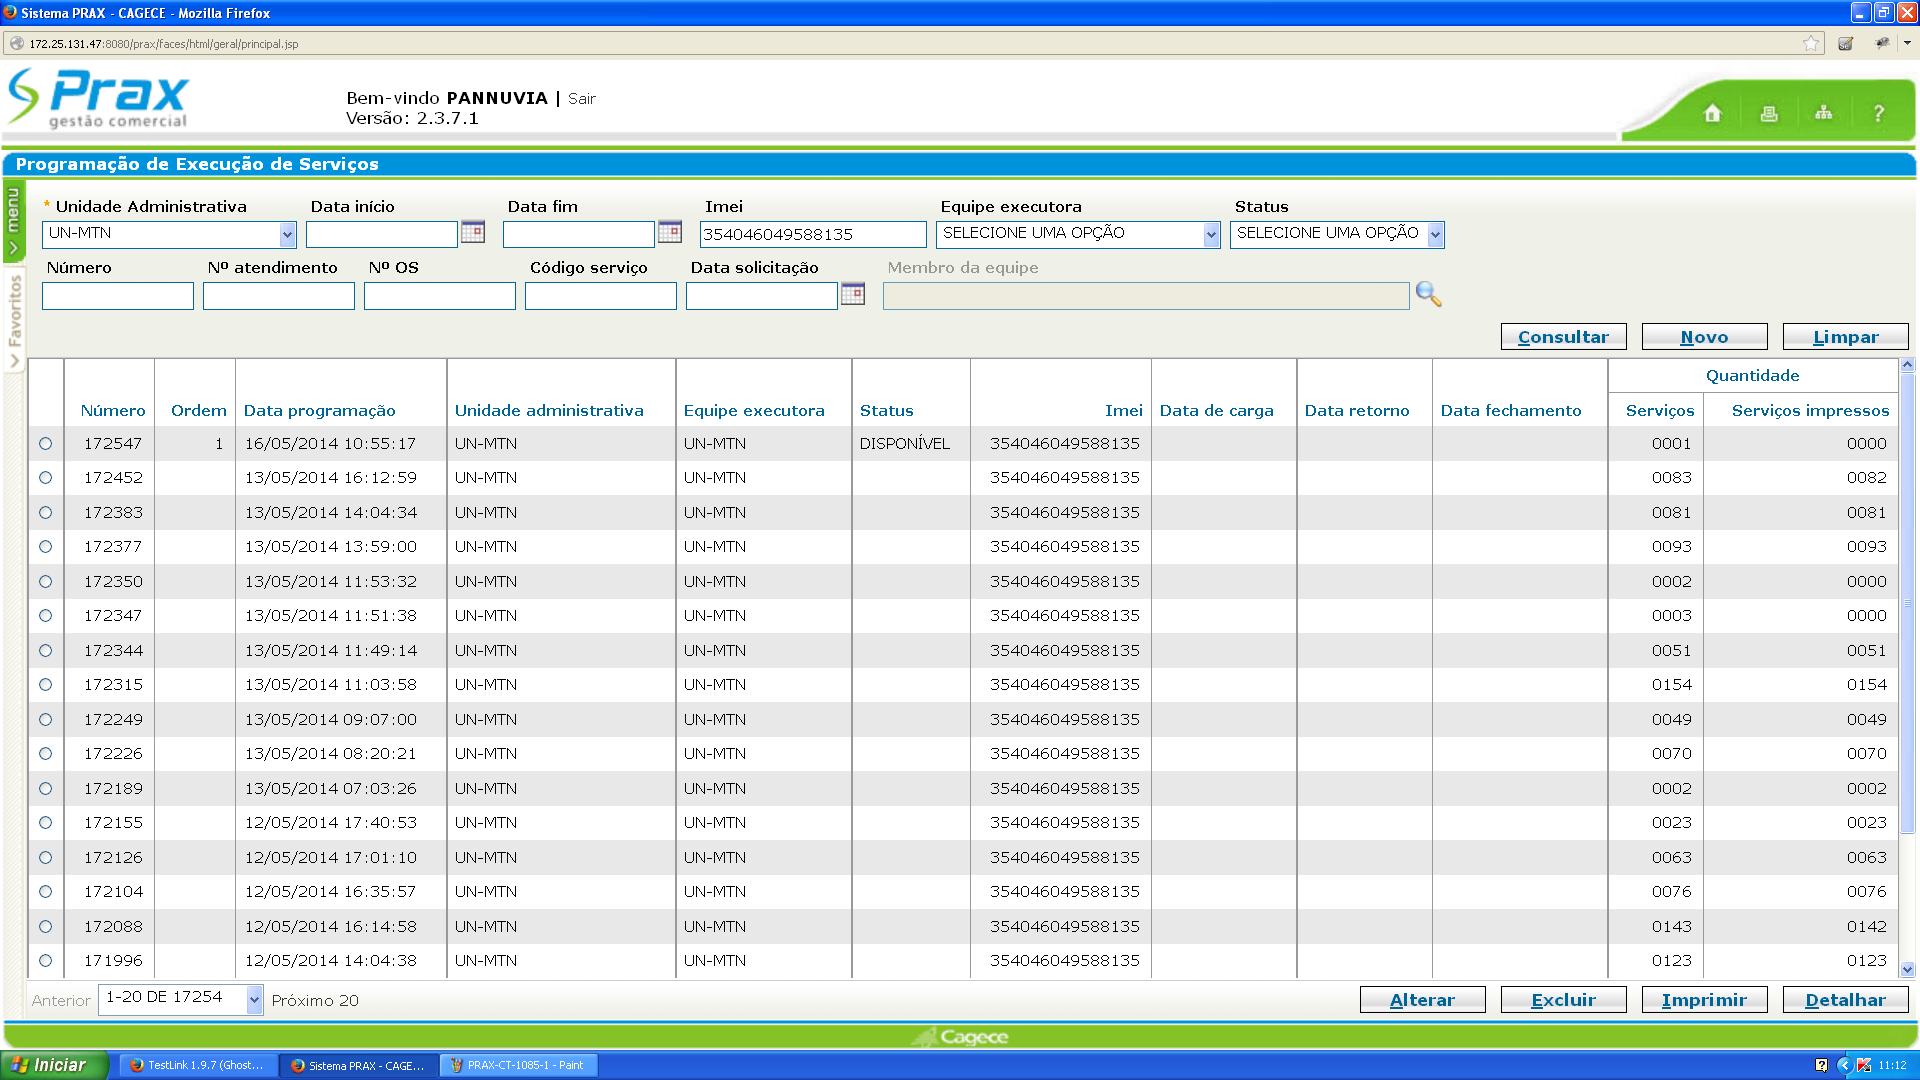 Sistema PRAX - CAGECE - Mozilla Firefox
172.25.131.47:8080/prax/faces/html/geral/principal.jsp
Prax
gestão comercial
Bem-vindo PANNUVIA | Sair
Versão: 2.3.7.1
?
Programação de Execução de Serviços
menu
Favoritos
* Unidade Administrativa Data início Data fim Imei Equipe executora Status
UN-MTN 354046049588135 SELECIONE UMA OPÇÃO SELECIONE UMA OPÇÃO
Número Nº atendimento Nº OS Código serviço Data solicitação Membro da equipe
Consultar Novo Limpar
Quantidade
Número Ordem Data programação Unidade administrativa Equipe executora Status Imei Data de carga Data retorno Data fechamento Serviços Serviços impressos
172547 1 16/05/2014 10:55:17 UN-MTN UN-MTN DISPONÍVEL 354046049588135 0001 0000
172452 13/05/2014 16:12:59 UN-MTN UN-MTN 354046049588135 0083 0082
172383 13/05/2014 14:04:34 UN-MTN UN-MTN 354046049588135 0081 0081
172377 13/05/2014 13:59:00 UN-MTN UN-MTN 354046049588135 0093 0093
172350 13/05/2014 11:53:32 UN-MTN UN-MTN 354046049588135 0002 0000
172347 13/05/2014 11:51:38 UN-MTN UN-MTN 354046049588135 0003 0000
172344 13/05/2014 11:49:14 UN-MTN UN-MTN 354046049588135 0051 0051
172315 13/05/2014 11:03:58 UN-MTN UN-MTN 354046049588135 0154 0154
172249 13/05/2014 09:07:00 UN-MTN UN-MTN 354046049588135 0049 0049
172226 13/05/2014 08:20:21 UN-MTN UN-MTN 354046049588135 0070 0070
172189 13/05/2014 07:03:26 UN-MTN UN-MTN 354046049588135 0002 0002
172155 12/05/2014 17:40:53 UN-MTN UN-MTN 354046049588135 0023 0023
172126 12/05/2014 17:01:10 UN-MTN UN-MTN 354046049588135 0063 0063
172104 12/05/2014 16:35:57 UN-MTN UN-MTN 354046049588135 0076 0076
172088 12/05/2014 16:14:58 UN-MTN UN-MTN 354046049588135 0143 0142
171996 12/05/2014 14:04:38 UN-MTN UN-MTN 354046049588135 0123 0123
Anterior 1-20 DE 17254 Próximo 20
Alterar Excluir Imprimir Detalhar
Cagece
Iniciar TestLink 1.9.7 (Ghost... Sistema PRAX - CAGE... PRAX-CT-1085-1 - Paint 11:12